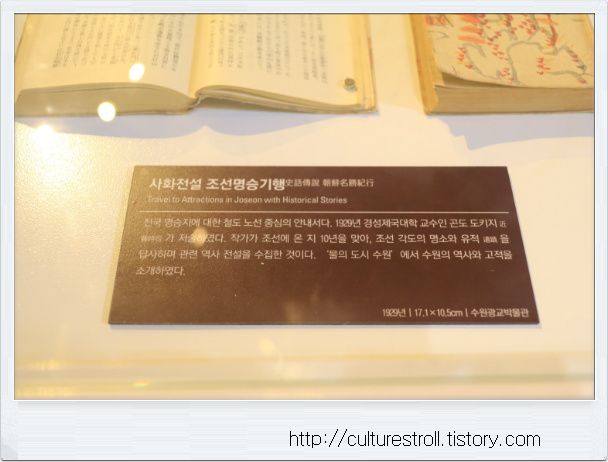 사화전설 조선명승기행史話傳說 朝鮮名勝紀行
Travel to Attractions in Joseon with Historical Stories
전국 명승지에 대한 철도 노선 중심의 안내서다. 1929년 경성제국대학 교수인 곤도 도키지 近
가 저술하였다. 작가가 조선에 온 지 10년을 맞아, 조선 각도의 명소와 유적 遺蹟 을
답사하며 관련 역사 전설을 수집한 것이다. ‘물의 도시 수원’ 에서 수원의 역사와 고적을
소개하였다.
1929년 | 17.1×10.5cm | 수원광교박물관
http://culturestroll.tistory.com